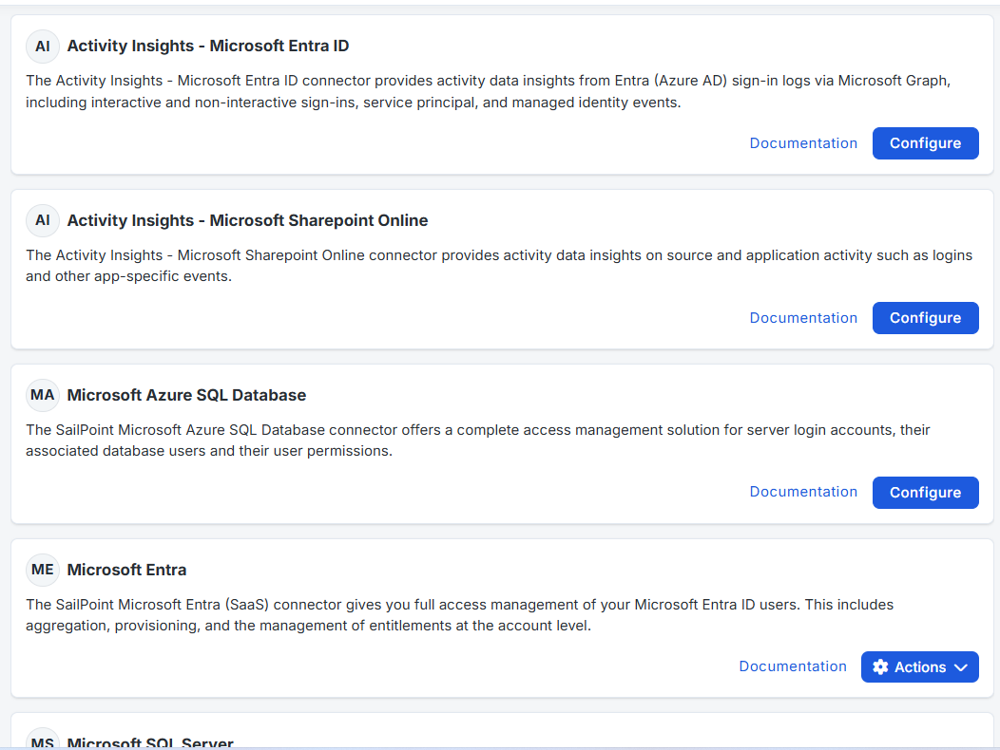 AI Activity Insights - Microsoft Entra ID
The Activity Insights - Microsoft Entra ID connector provides activity data insights from Entra (Azure AD) sign-in logs via Microsoft Graph,
including interactive and non-interactive sign-ins, service principal, and managed identity events.
Documentation Configure
AI Activity Insights - Microsoft Sharepoint Online
The Activity Insights - Microsoft Sharepoint Online connector provides activity data insights on source and application activity such as logins
and other app-specific events.
Documentation Configure
MA Microsoft Azure SQL Database
The SailPoint Microsoft Azure SQL Database connector offers a complete access management solution for server login accounts, their
associated database users and their user permissions.
Documentation Configure
ME Microsoft Entra
The SailPoint Microsoft Entra (SaaS) connector gives you full access management of your Microsoft Entra ID users. This includes
aggregation, provisioning, and the management of entitlements at the account level.
Documentation Actions
MS Microsoft SQL Server